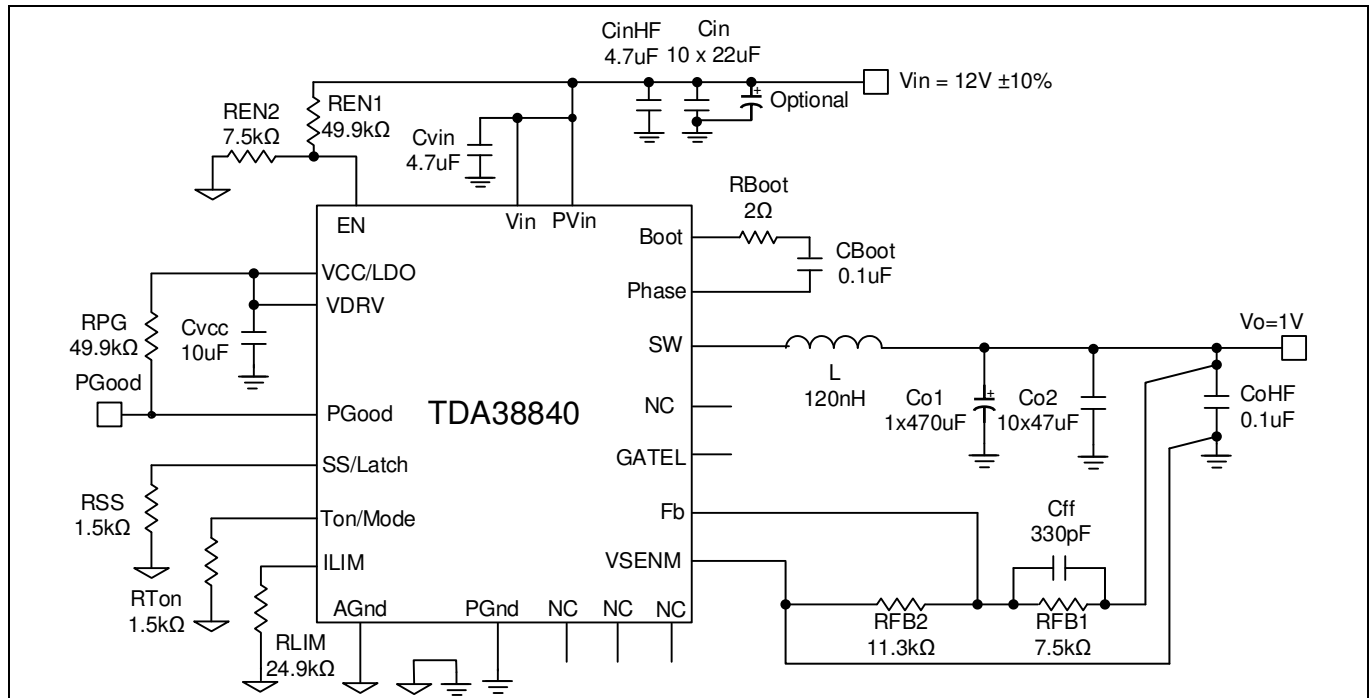 CinHF
4.7uF
Cin
10 x 22uF
Optional
Vin = 12V ±10%
REN2
7.5kΩ
REN1
49.9kΩ
Cvin
4.7uF
EN
Vin
PVin
RBoot
2Ω
Boot
CBoot
0.1uF
Phase
VCC/LDO
VDRV
RPG
49.9kΩ
Cvcc
10uF
PGood
PGood
TDA38840
SW
L
120nH
Vo=1V
Co1
1x470uF
Co2
10x47uF
CoHF
0.1uF
NC
GATEL
SS/Latch
RSS
1.5kΩ
Ton/Mode
Fb
Cff
330pF
VSENM
ILIM
RTon
1.5kΩ
RLIM
24.9kΩ
AGnd
PGnd
NC
NC
NC
RFB2
11.3kΩ
RFB1
7.5kΩ